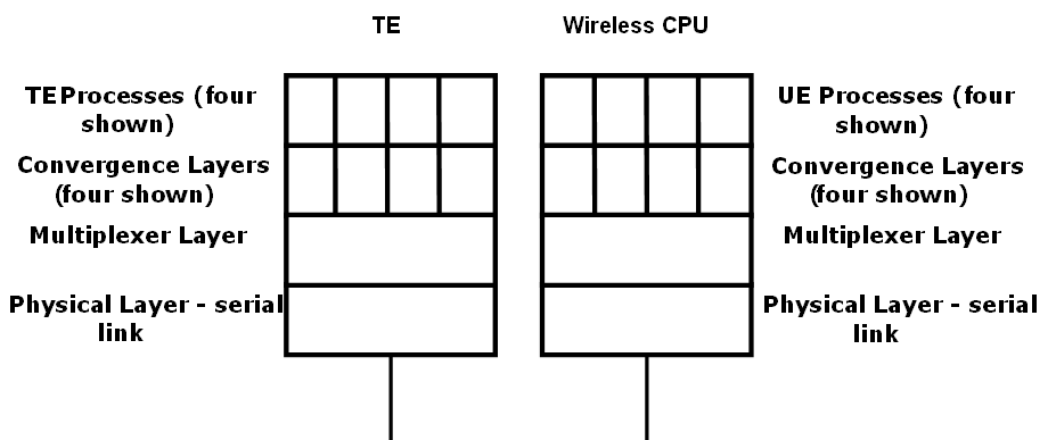 TE
Wireless CPU
TEProcesses (four
shown)
Convergence Layers
(four shown)
Multiplexer Layer
Physical Layer - serial
link
UE Processes (four
shown)
Convergence Layers
(four shown)
Multiplexer Layer
Physical Layer - serial
link